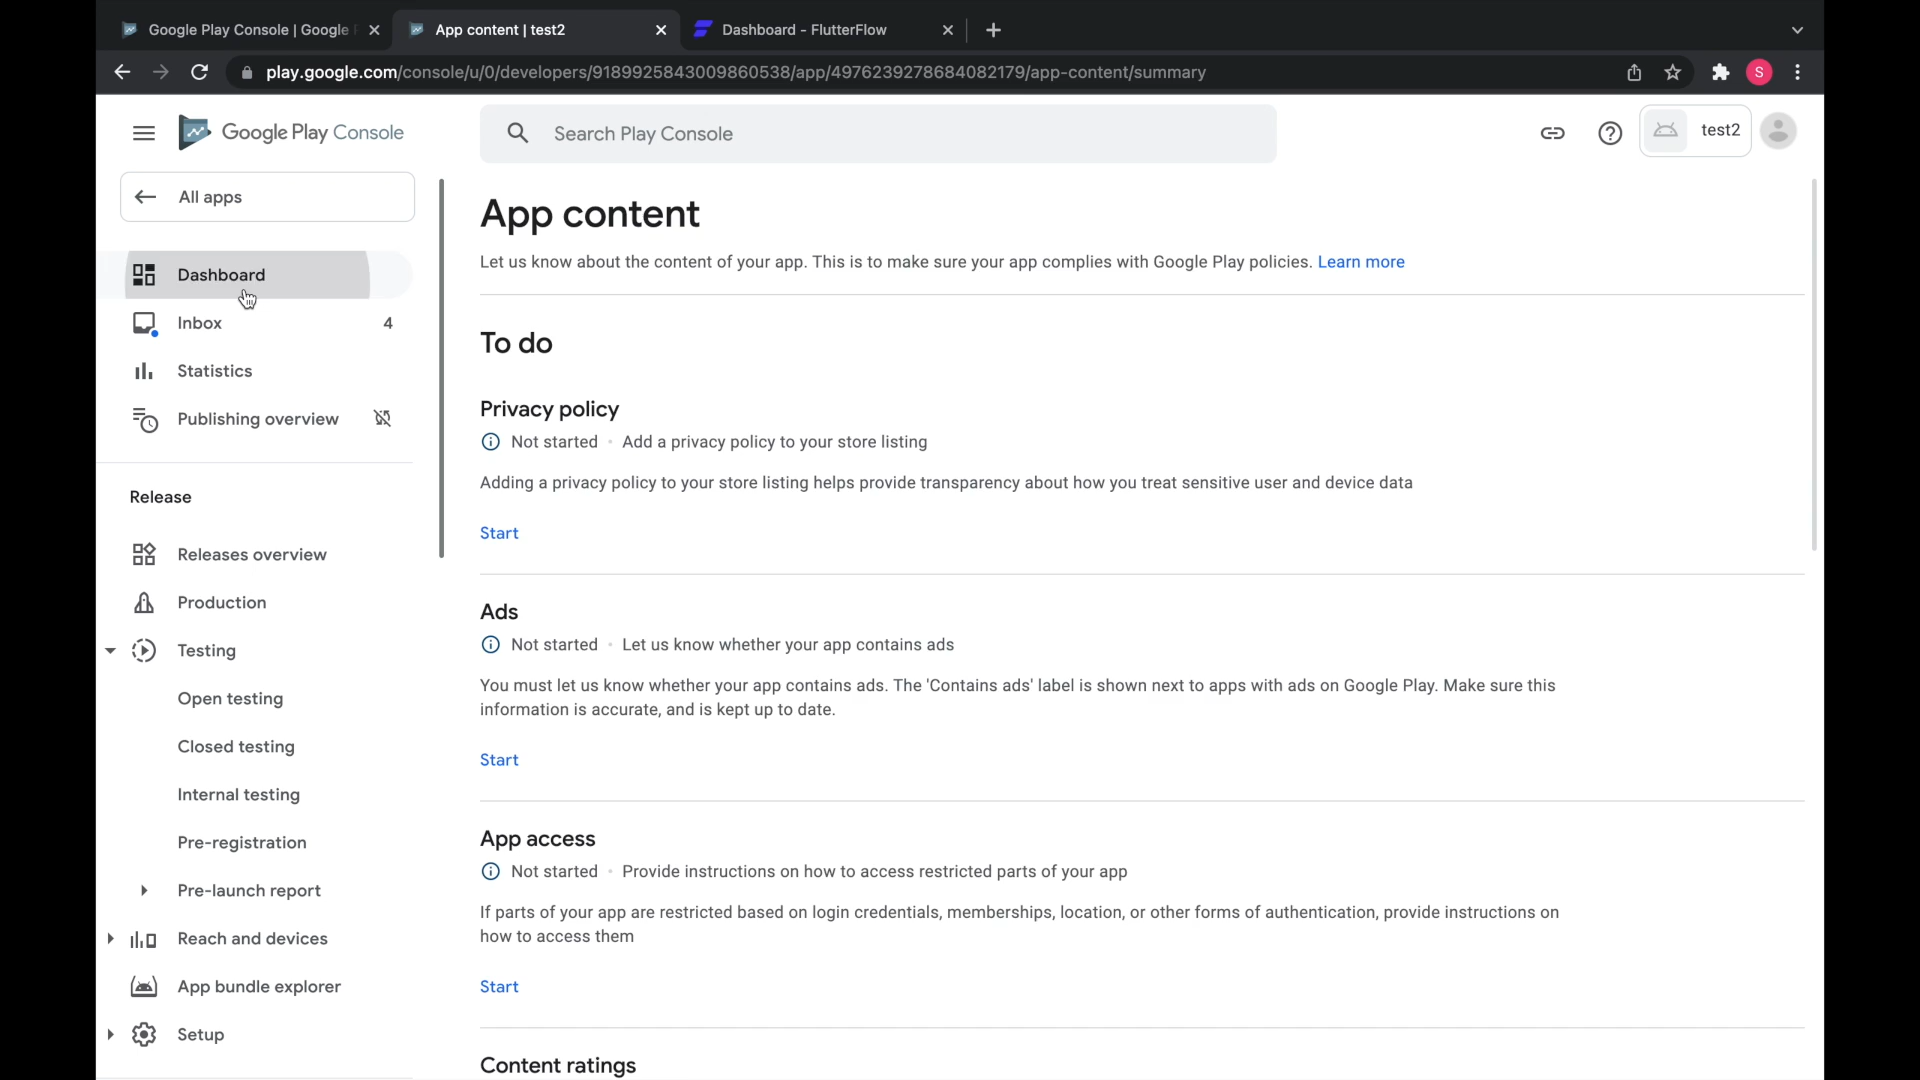 Google Play Console | Google
App content | test2
Dashboard - FlutterFlow
play.google.com/console/u/0/developers/9189925843009860538/app/4976239278684082179/app-content/summary
S
Google Play Console
Search Play Console
test2
All apps
Dashboard
Inbox 4
Statistics
Publishing overview
Release
Releases overview
Production
Testing
Open testing
Closed testing
Internal testing
Pre-registration
Pre-launch report
Reach and devices
App bundle explorer
Setup
App content
Let us know about the content of your app. This is to make sure your app complies with Google Play policies. Learn more
To do
Privacy policy
Not started • Add a privacy policy to your store listing
Adding a privacy policy to your store listing helps provide transparency about how you treat sensitive user and device data
Start
Ads
Not started • Let us know whether your app contains ads
You must let us know whether your app contains ads. The 'Contains ads' label is shown next to apps with ads on Google Play. Make sure this
information is accurate, and is kept up to date.
Start
App access
Not started • Provide instructions on how to access restricted parts of your app
If parts of your app are restricted based on login credentials, memberships, location, or other forms of authentication, provide instructions on
how to access them
Start
Content ratings